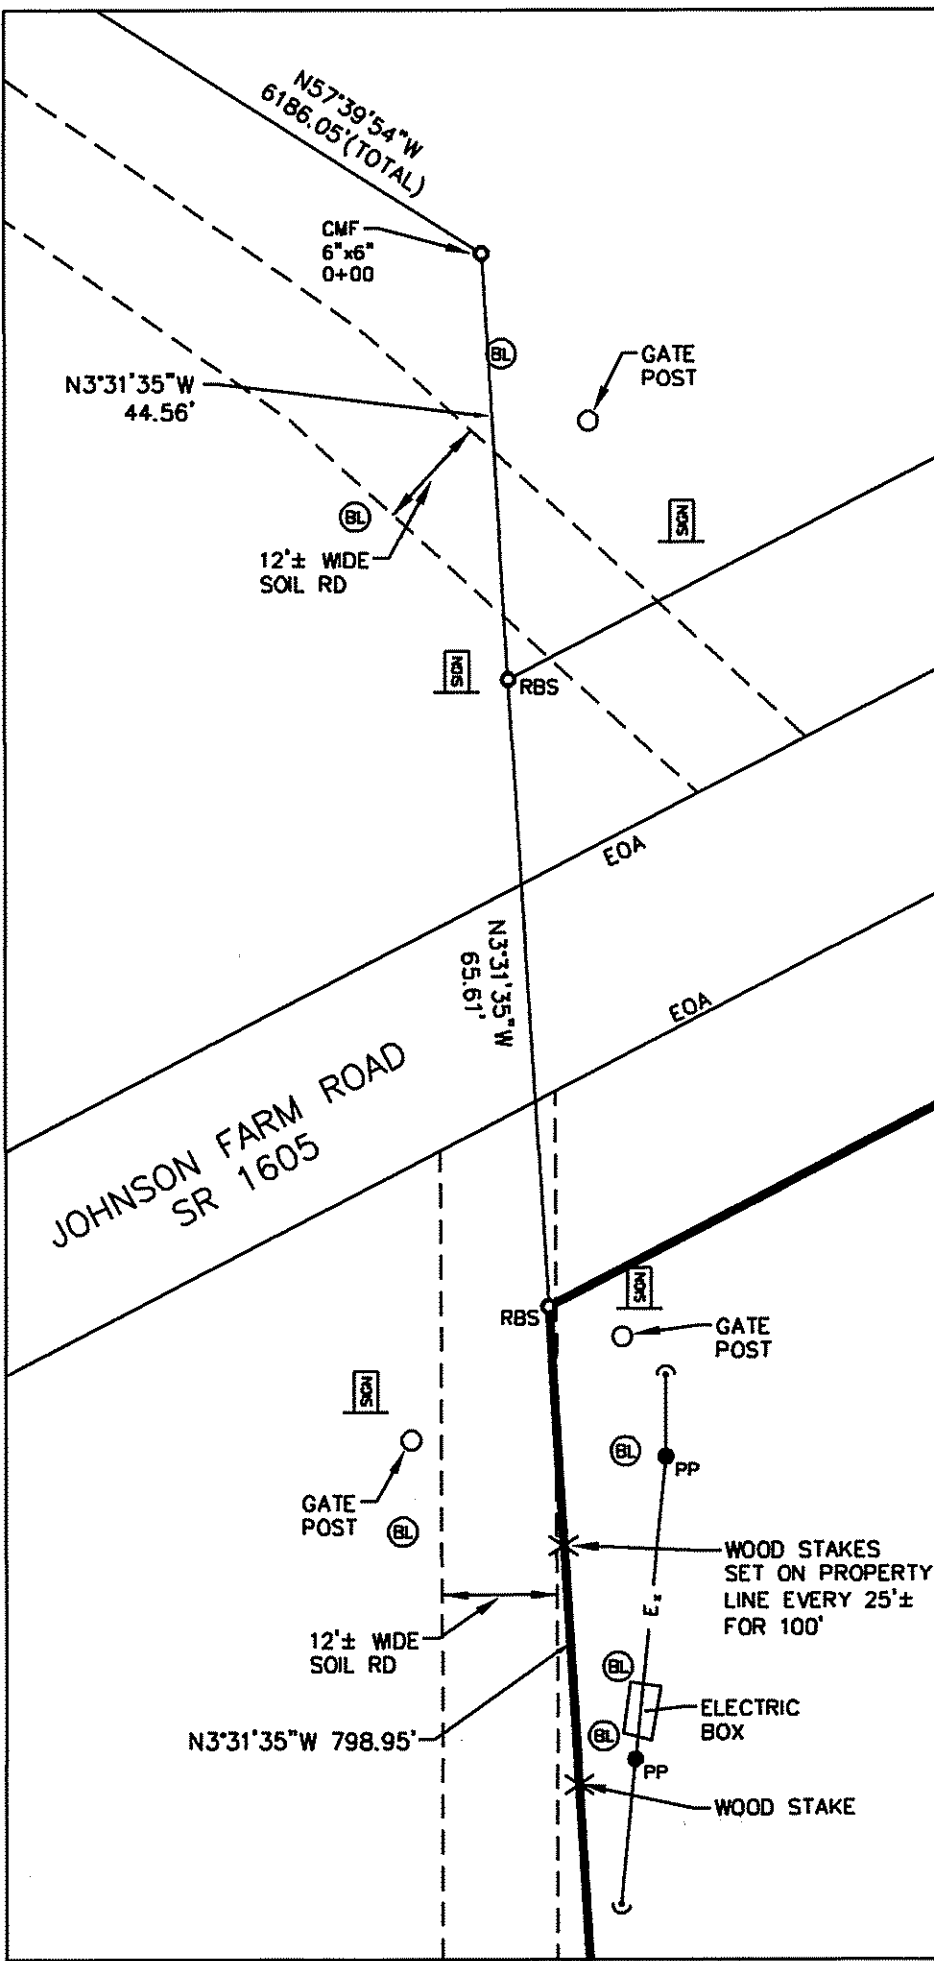 N57°39'54"W
6186.05'(TOTAL)
CMF
6"x6"
0+00
BL
GATE
POST
N3°31'35"W
44.56'
SIGN
BL
12'± WIDE
SOIL RD
SIGN
RBS
EOA
N3°31'35"W
65.61'
EOA
JOHNSON FARM ROAD
SR 1605
SIGN
RBS
GATE
POST
SIGN
BL
PP
GATE
POST
BL
WOOD STAKES
SET ON PROPERTY
LINE EVERY 25'±
FOR 100'
E
12'± WIDE
SOIL RD
BL
ELECTRIC
BOX
N3°31'35"W 798.95'
BL
PP
WOOD STAKE